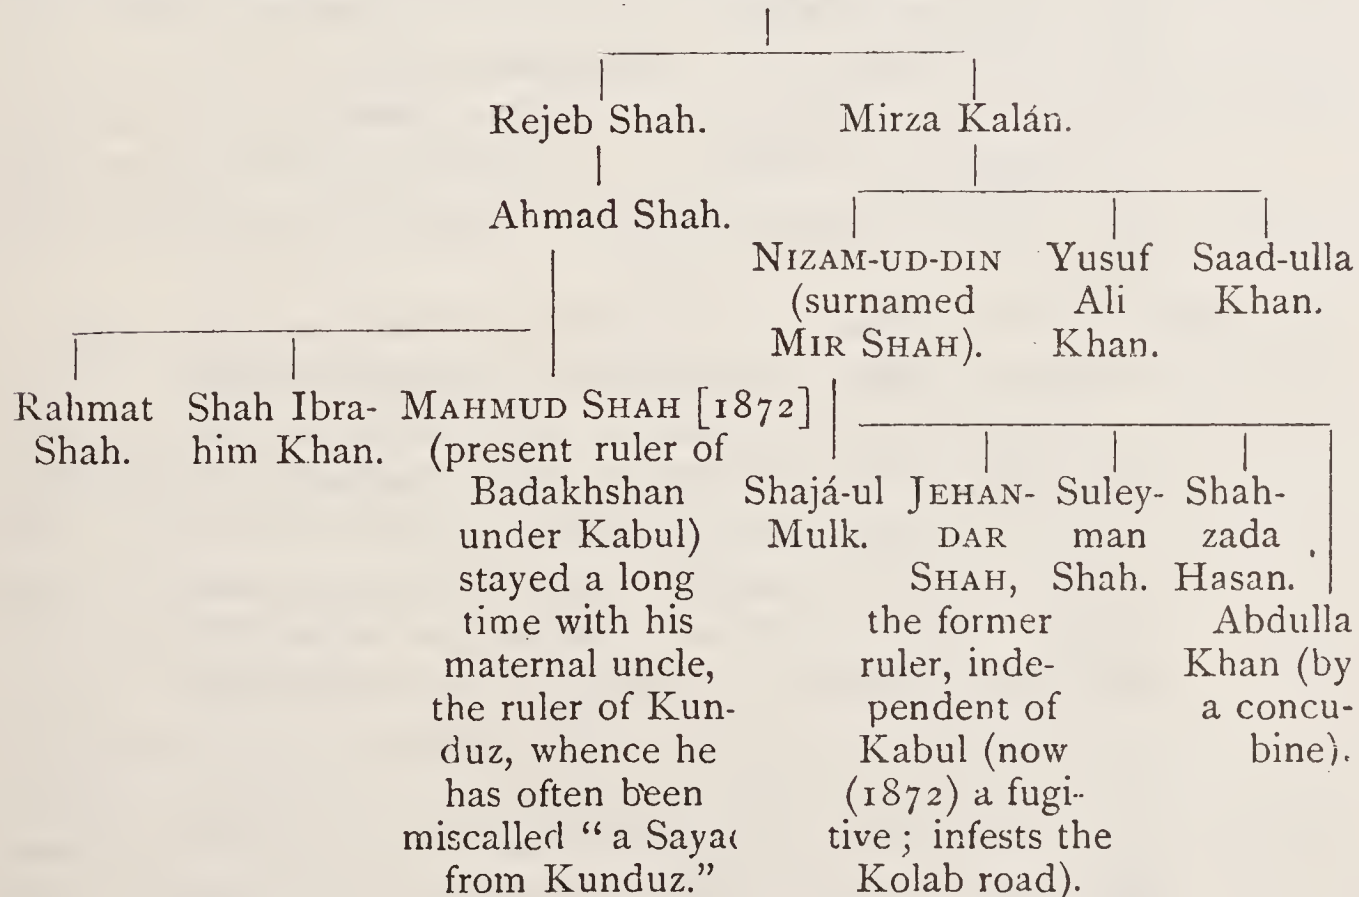 Rejeb Shah. Mirza Kalán.
Ahmad Shah.
NIZAM-UD-DIN
(surnamed
MIR SHAH).
Yusuf
Ali
Khan.
Saad-ulla
Khan.
Rahmat
Shah.
Shah Ibra-
him Khan.
MAHMUD SHAH [1872]
(present ruler of
Badakhshan
under Kabul)
stayed a long
time with his
maternal uncle,
the ruler of Kun-
duz, whence he
has often been
miscalled “ a
from Kunduz.”
Shajá-ul
Mulk.
JEHAN-
DAR
SHAH,
the former
ruler, inde-
pendent of
Kabul (now
(1872) a fugi-
tive ; infests the
Kolab road).
Suley-
man
Shah.
Shah-
zada
Hasan.
Abdulla
Khan (by
a concu-
bine).